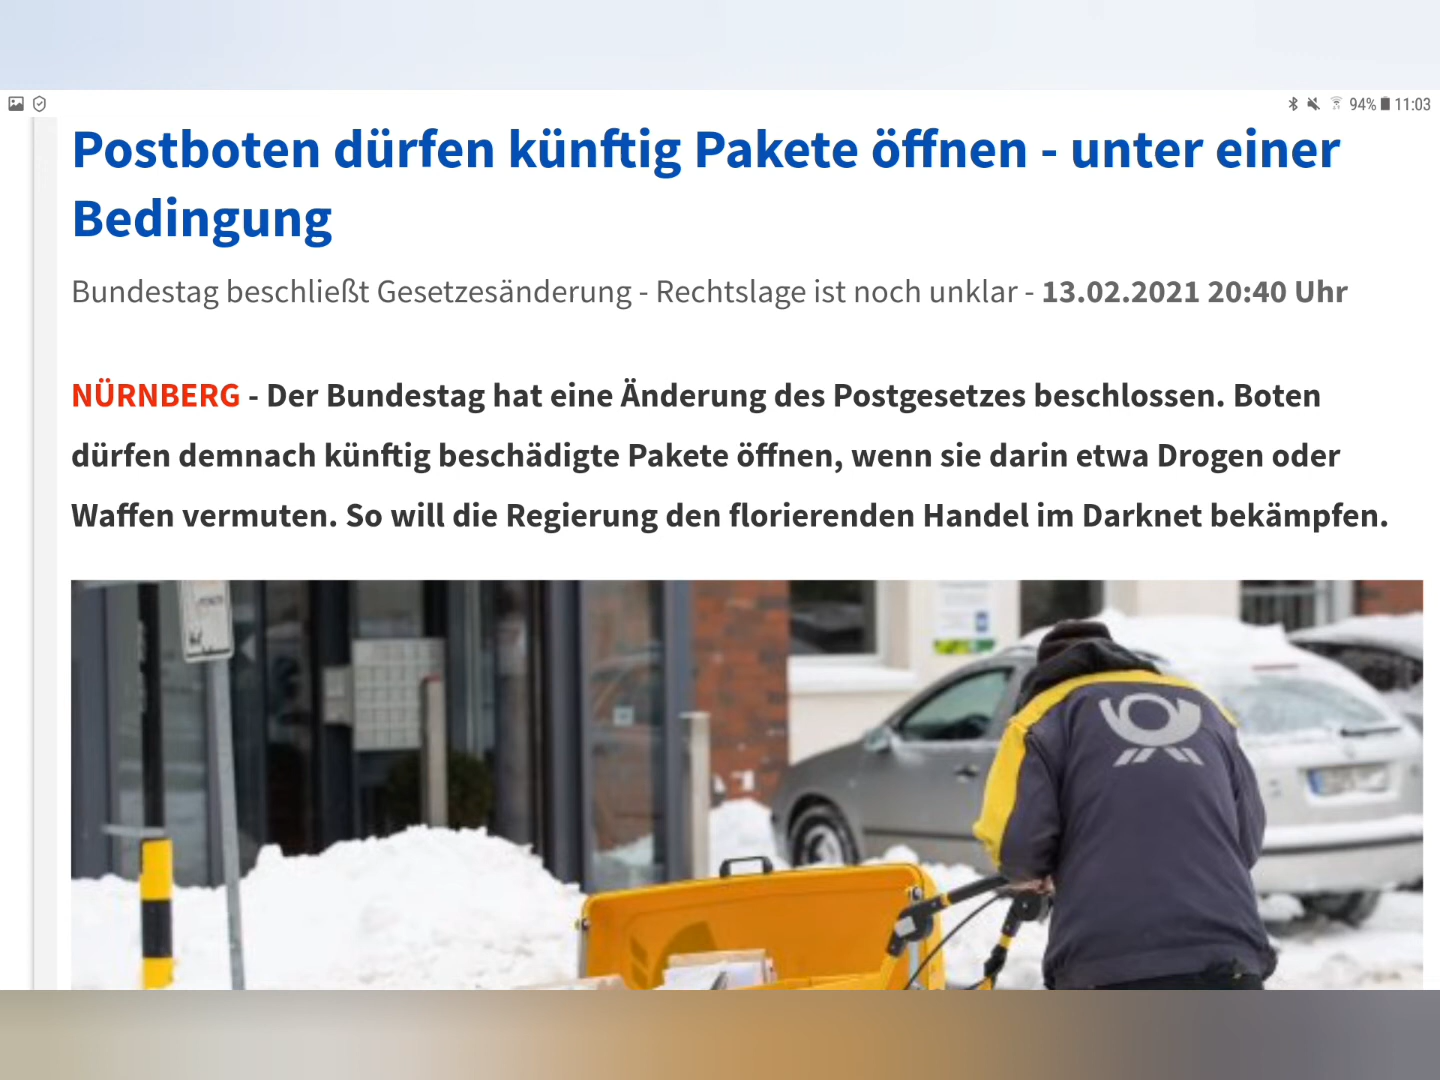 94% 11:03
Postboten dürfen künftig Pakete öffnen - unter einer
Bedingung
Bundestag beschließt Gesetzesänderung - Rechtslage ist noch unklar - 13.02.2021 20:40 Uhr
NÜRNBERG - Der Bundestag hat eine Änderung des Postgesetzes beschlossen. Boten
dürfen demnach künftig beschädigte Pakete öffnen, wenn sie darin etwa Drogen oder
Waffen vermuten. So will die Regierung den florierenden Handel im Darknet bekämpfen.